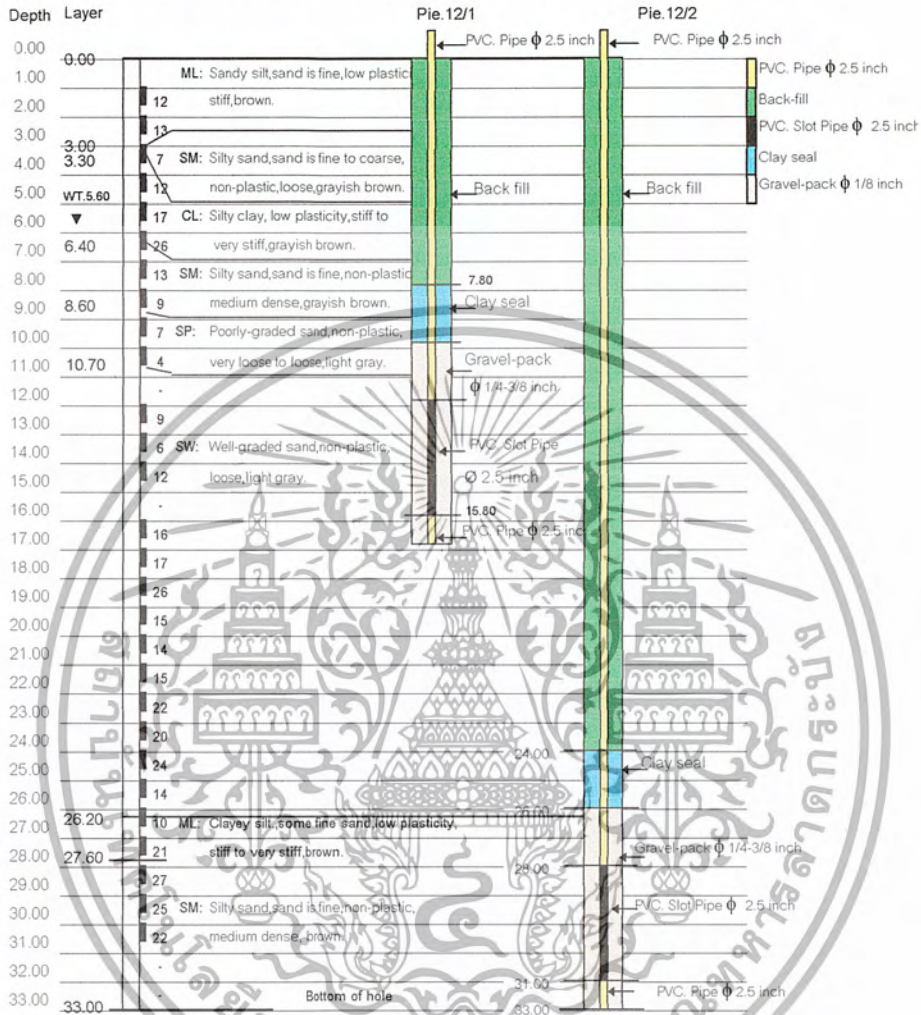 Depth Layer Pie.12/1 Pie.12/2
0.00 PVC. Pipe ϕ 2.5 inch PVC. Pipe ϕ 2.5 inch
0.00
1.00 ML: Sandy silt,sand is fine,low plastici PVC. Pipe ϕ 2.5 inch
2.00 12 stiff,brown. Back-fill
3.00 13 PVC. Slot Pipe ϕ 2.5 inch
3.00
4.00 3.30 7 SM: Silty sand,sand is fine to coarse, Clay seal
5.00 12 non-plastic,loose,grayish brown. Back fill Back fill Gravel-pack ϕ 1/8 inch
WT.5.60
6.00 ▼ 17 CL: Silty clay, low plasticity,stiff to
7.00 6.40 26 very stiff,grayish brown.
8.00 13 SM: Silty sand,sand is fine,non-plastic 7.80
9.00 8.60 9 medium dense,grayish brown. Clay seal
10.00 7 SP: Poorly-graded sand,non-plastic,
11.00 10.70 4 very loose to loose,light gray. Gravel-pack
12.00 - ϕ 1/4-3/8 inch
13.00 9
14.00 6 SW: Well-graded sand,non-plastic, PVC. Slot Pipe
15.00 12 loose,light gray. Ø 2.5 inch
16.00 - 15.80
17.00 16 PVC. Pipe ϕ 2.5 inch
18.00 17
19.00 26
20.00 15
21.00 14
22.00 15
23.00 22
24.00 20 24.00
25.00 24 Clay seal
26.00 14 26.00
27.00 26.20 10 ML: Clayey silt,some fine sand,low plasticity,
28.00 27.60 21 stiff to very stiff,brown. 28.00 Gravel-pack ϕ 1/4-3/8 inch
29.00 27
30.00 25 SM: Silty sand,sand is fine,non-plastic, PVC. Slot Pipe ϕ 2.5 inch
31.00 22 medium dense, brown.
32.00 - 31.00
33.00 33.00 - Bottom of hole 33.00 PVC. Pipe ϕ 2.5 inch